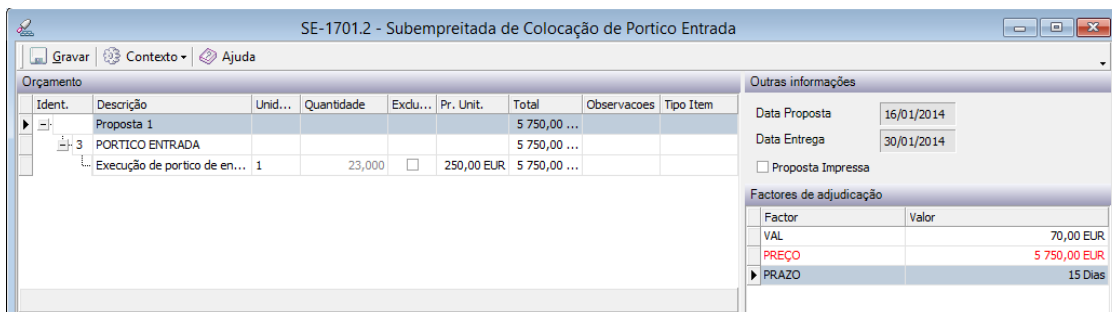 SE-1701.2 - Subempreitada de Colocação de Portico Entrada
Gravar Contexto Ajuda
Orçamento
Ident. Descrição Unid... Quantidade Exclu... Pr. Unit. Total Observacoes Tipo Item
Proposta 1 5 750,00 ...
3 PORTICO ENTRADA 5 750,00 ...
Execução de portico de en... 1 23,000 250,00 EUR 5 750,00 ...
Outras informações
Data Proposta 16/01/2014
Data Entrega 30/01/2014
Proposta Impressa
Factores de adjudicação
Factor Valor
VAL 70,00 EUR
PREÇO 5 750,00 EUR
PRAZO 15 Dias